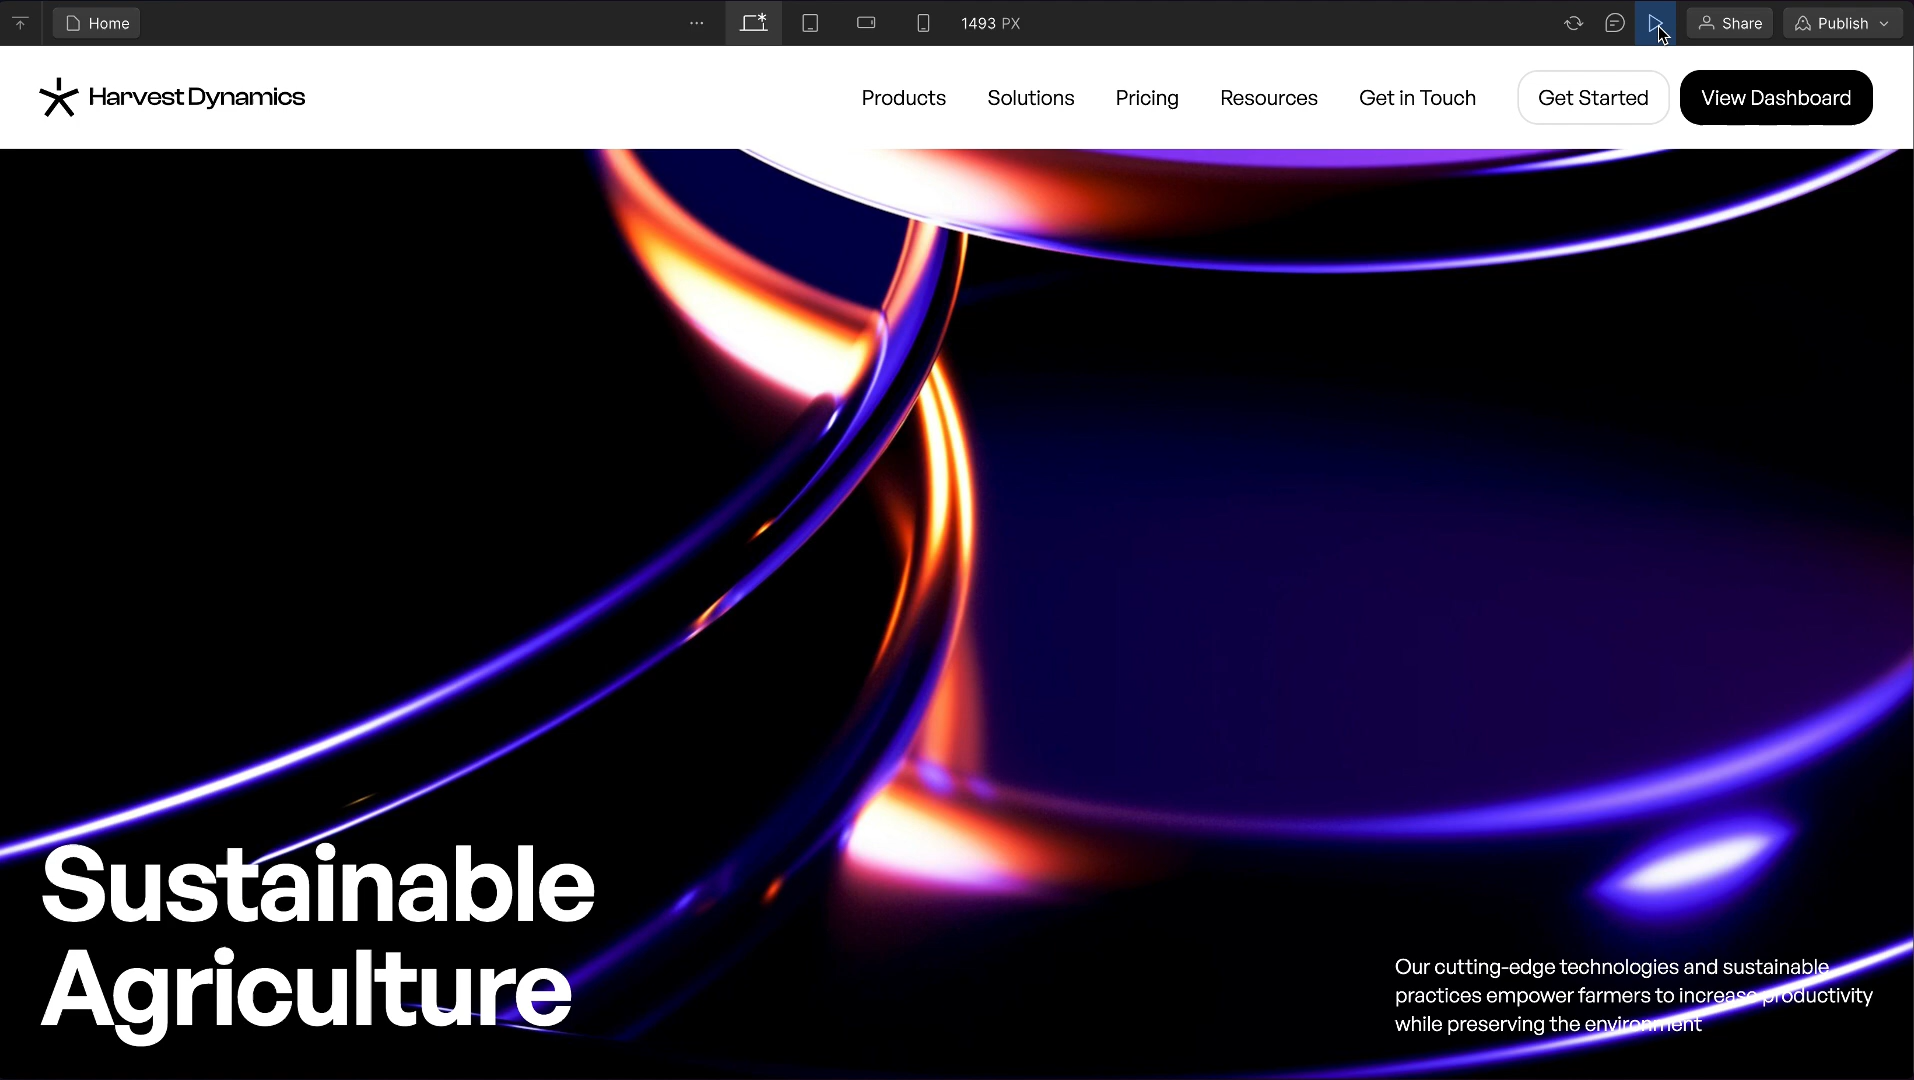 Home
1493 PX
Share
Publish
Harvest Dynamics
Products
Solutions
Pricing
Resources
Get in Touch
Get Started
View Dashboard
Sustainable
Agriculture
Our cutting-edge technologies and sustainable
practices empower farmers to increase productivity
while preserving the environment